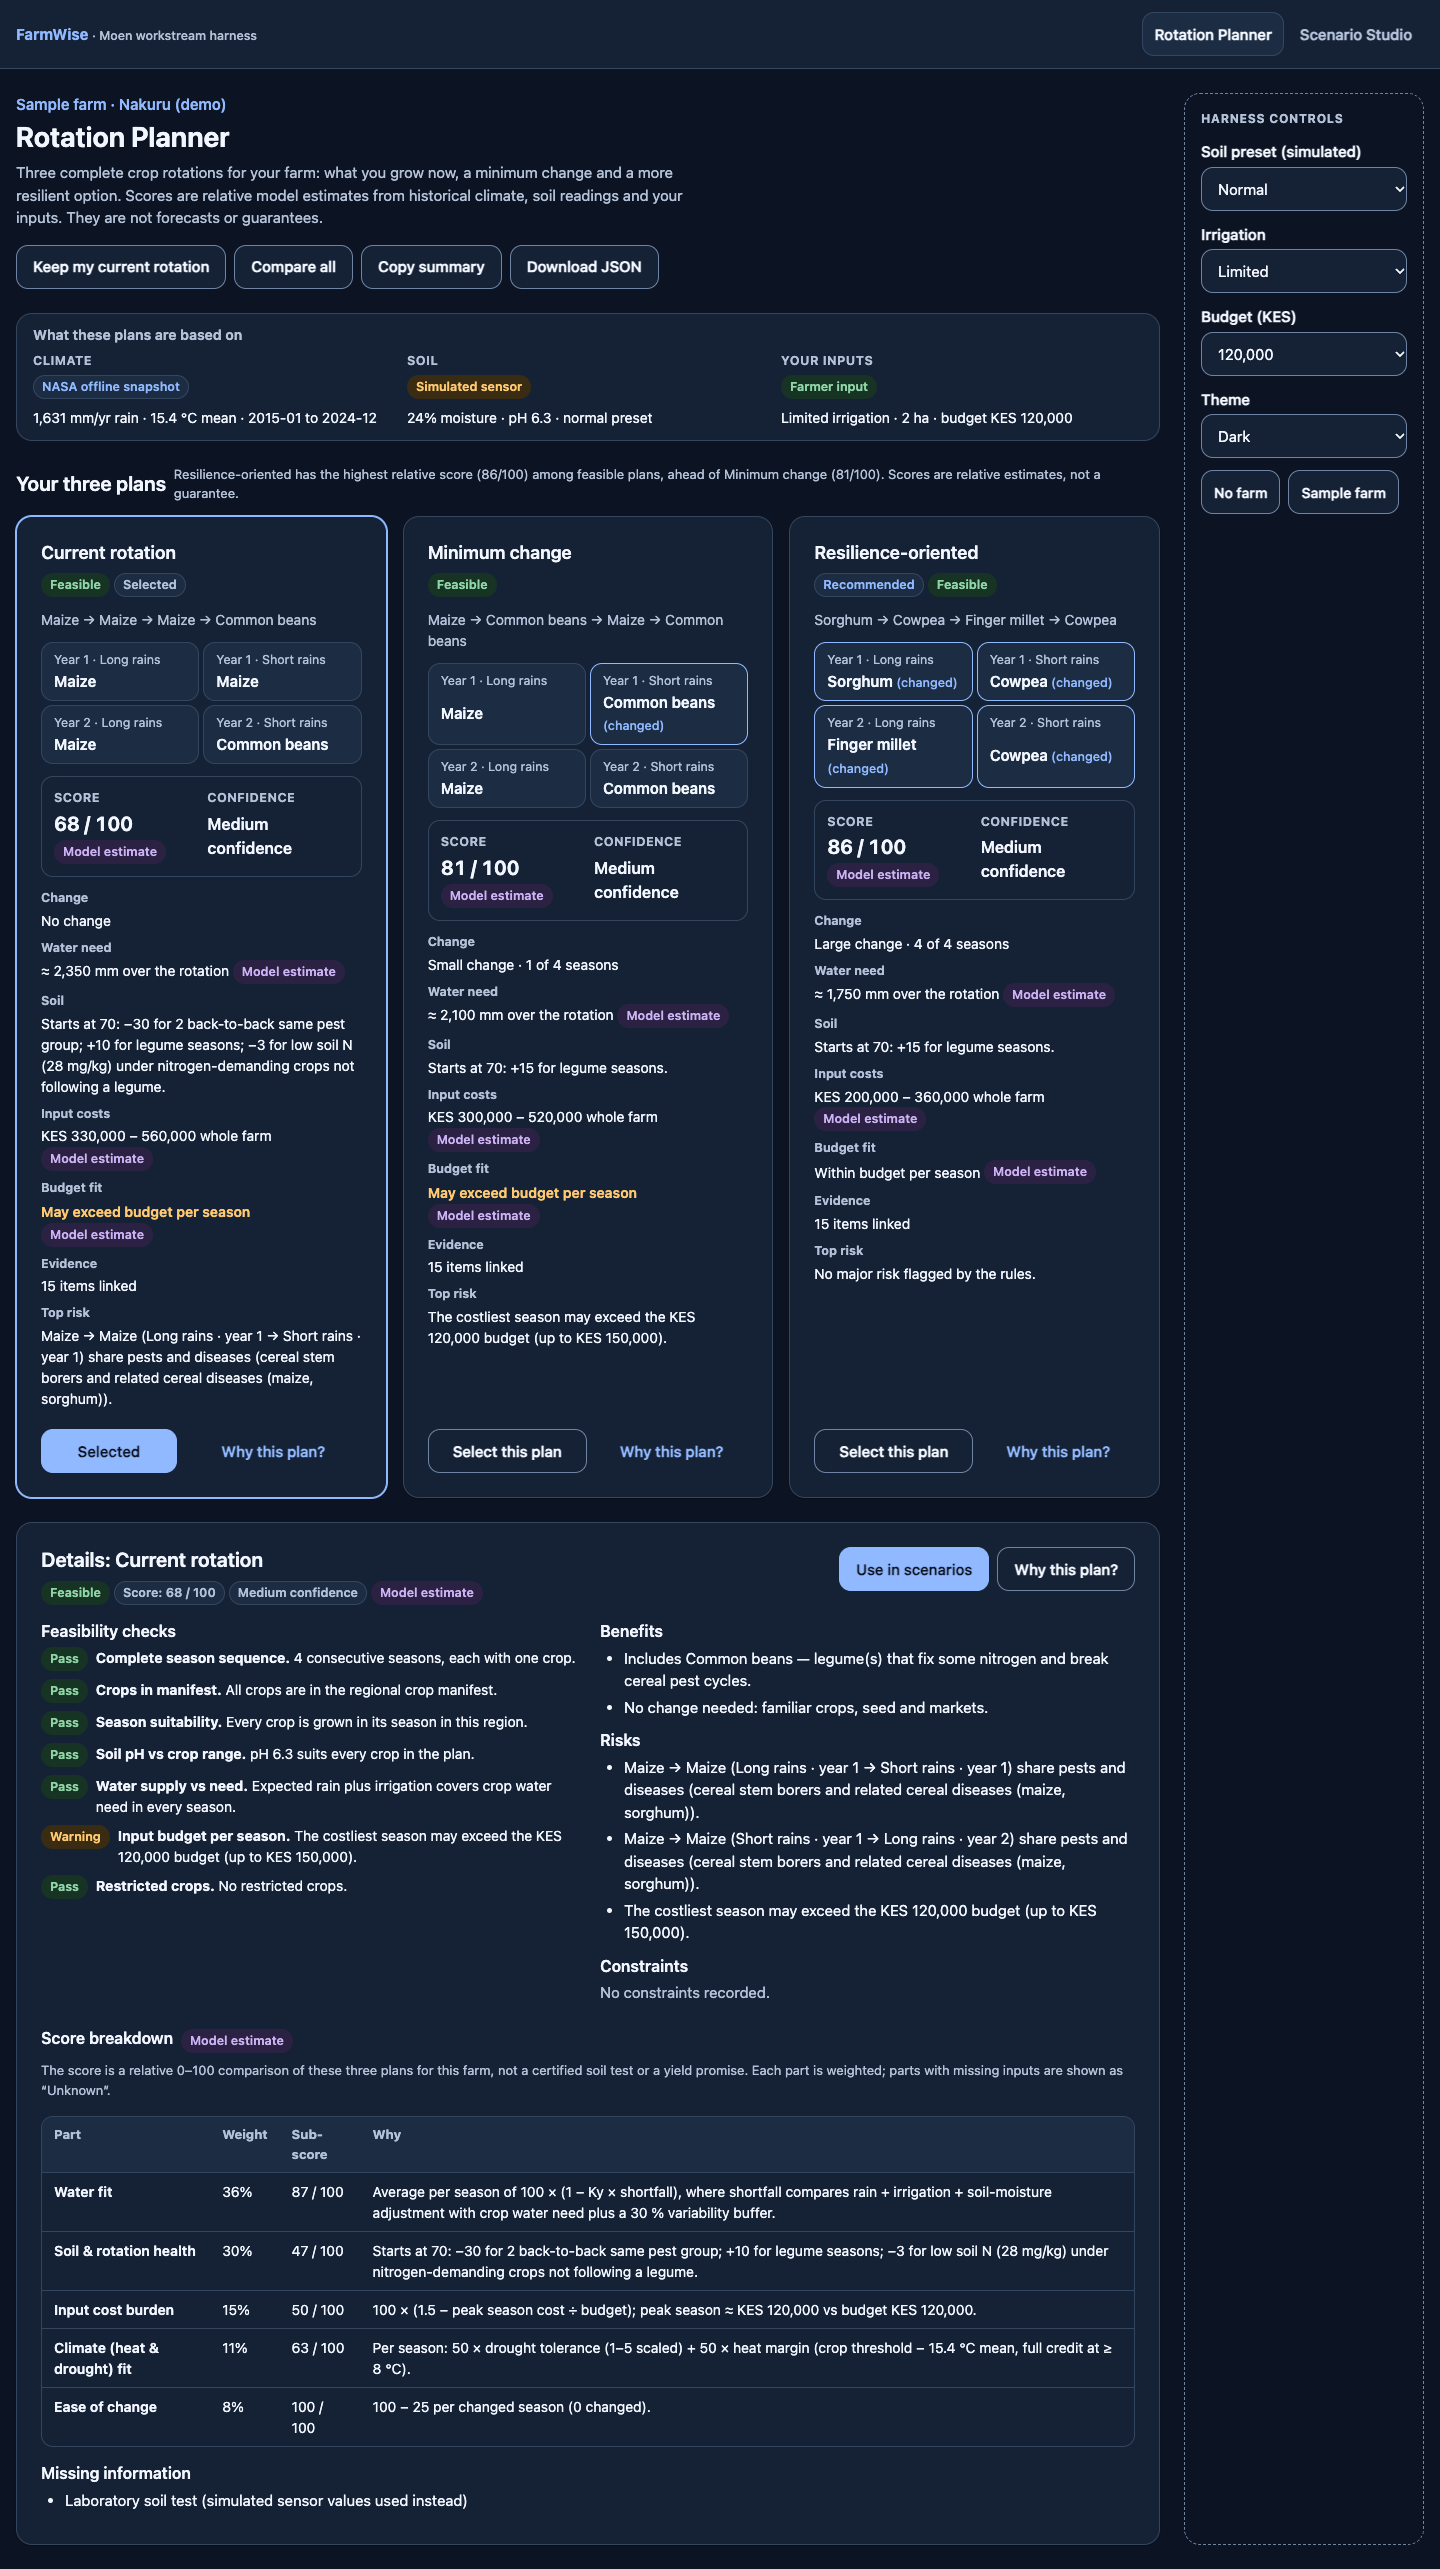 FarmWise · Moen workstream harness
Rotation Planner
Scenario Studio
Sample farm · Nakuru (demo)
Rotation Planner
Three complete crop rotations for your farm: what you grow now, a minimum change and a more
resilient option. Scores are relative model estimates from historical climate, soil readings and your
inputs. They are not forecasts or guarantees.
Keep my current rotation
Compare all
Copy summary
Download JSON
What these plans are based on
CLIMATE
NASA offline snapshot
1,631 mm/yr rain · 15.4 °C mean · 2015-01 to 2024-12
SOIL
Simulated sensor
24% moisture · pH 6.3 · normal preset
YOUR INPUTS
Farmer input
Limited irrigation · 2 ha · budget KES 120,000
Your three plans
Resilience-oriented has the highest relative score (86/100) among feasible plans, ahead of Minimum change (81/100). Scores are relative estimates, not a
guarantee.
Current rotation
Feasible
Selected
Maize → Maize → Maize → Common beans
Year 1 · Long rains
Maize
Year 1 · Short rains
Maize
Year 2 · Long rains
Maize
Year 2 · Short rains
Common beans
SCORE
68 / 100
Model estimate
CONFIDENCE
Medium
confidence
Change
No change
Water need
≈ 2,350 mm over the rotation Model estimate
Soil
Starts at 70: −30 for 2 back-to-back same pest
group; +10 for legume seasons; −3 for low soil N
(28 mg/kg) under nitrogen-demanding crops not
following a legume.
Input costs
KES 330,000 – 560,000 whole farm
Model estimate
Budget fit
May exceed budget per season
Model estimate
Evidence
15 items linked
Top risk
Maize → Maize (Long rains · year 1 → Short rains ·
year 1) share pests and diseases (cereal stem
borers and related cereal diseases (maize,
sorghum)).
Selected
Why this plan?
Minimum change
Feasible
Maize → Common beans → Maize → Common
beans
Year 1 · Long rains
Maize
Year 1 · Short rains
Common beans
(changed)
Year 2 · Long rains
Maize
Year 2 · Short rains
Common beans
SCORE
81 / 100
Model estimate
CONFIDENCE
Medium
confidence
Change
Small change · 1 of 4 seasons
Water need
≈ 2,100 mm over the rotation Model estimate
Soil
Starts at 70: +15 for legume seasons.
Input costs
KES 300,000 – 520,000 whole farm
Model estimate
Budget fit
May exceed budget per season
Model estimate
Evidence
15 items linked
Top risk
The costliest season may exceed the KES
120,000 budget (up to KES 150,000).
Select this plan
Why this plan?
Resilience-oriented
Recommended
Feasible
Sorghum → Cowpea → Finger millet → Cowpea
Year 1 · Long rains
Sorghum (changed)
Year 1 · Short rains
Cowpea (changed)
Year 2 · Long rains
Finger millet
(changed)
Year 2 · Short rains
Cowpea (changed)
SCORE
86 / 100
Model estimate
CONFIDENCE
Medium
confidence
Change
Large change · 4 of 4 seasons
Water need
≈ 1,750 mm over the rotation Model estimate
Soil
Starts at 70: +15 for legume seasons.
Input costs
KES 200,000 – 360,000 whole farm
Model estimate
Budget fit
Within budget per season Model estimate
Evidence
15 items linked
Top risk
No major risk flagged by the rules.
Select this plan
Why this plan?
Details: Current rotation
Feasible
Score: 68 / 100
Medium confidence
Model estimate
Use in scenarios
Why this plan?
Feasibility checks
Pass Complete season sequence. 4 consecutive seasons, each with one crop.
Pass Crops in manifest. All crops are in the regional crop manifest.
Pass Season suitability. Every crop is grown in its season in this region.
Pass Soil pH vs crop range. pH 6.3 suits every crop in the plan.
Pass Water supply vs need. Expected rain plus irrigation covers crop water
need in every season.
Warning Input budget per season. The costliest season may exceed the KES
120,000 budget (up to KES 150,000).
Pass Restricted crops. No restricted crops.
Benefits
• Includes Common beans — legume(s) that fix some nitrogen and break
cereal pest cycles.
• No change needed: familiar crops, seed and markets.
Risks
• Maize → Maize (Long rains · year 1 → Short rains · year 1) share pests and
diseases (cereal stem borers and related cereal diseases (maize,
sorghum)).
• Maize → Maize (Short rains · year 1 → Long rains · year 2) share pests and
diseases (cereal stem borers and related cereal diseases (maize,
sorghum)).
• The costliest season may exceed the KES 120,000 budget (up to KES
150,000).
Constraints
No constraints recorded.
Score breakdown Model estimate
The score is a relative 0–100 comparison of these three plans for this farm, not a certified soil test or a yield promise. Each part is weighted; parts with missing inputs are shown as
“Unknown”.
Part
Weight
Sub-
score
Why
Water fit
36%
87 / 100
Average per season of 100 × (1 − Ky × shortfall), where shortfall compares rain + irrigation + soil-moisture
adjustment with crop water need plus a 30 % variability buffer.
Soil & rotation health
30%
47 / 100
Starts at 70: −30 for 2 back-to-back same pest group; +10 for legume seasons; −3 for low soil N (28 mg/kg) under
nitrogen-demanding crops not following a legume.
Input cost burden
15%
50 / 100
100 × (1.5 − peak season cost ÷ budget); peak season ≈ KES 120,000 vs budget KES 120,000.
Climate (heat &
drought) fit
11%
63 / 100
Per season: 50 × drought tolerance (1–5 scaled) + 50 × heat margin (crop threshold − 15.4 °C mean, full credit at ≥
8 °C).
Ease of change
8%
100 /
100
100 − 25 per changed season (0 changed).
Missing information
• Laboratory soil test (simulated sensor values used instead)
HARNESS CONTROLS
Soil preset (simulated)
Normal
Irrigation
Limited
Budget (KES)
120,000
Theme
Dark
No farm
Sample farm